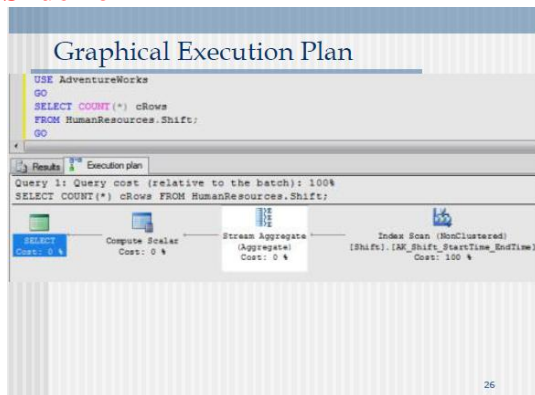 Graphical Execution Plan
USE AdventureWorks
GO
SELECT COUNT(*) cRows
FROM HumanResources.Shift;
GO
Results
Execution plan
Query 1: Query cost (relative to the batch): 100%
SELECT COUNT(*) cRows FROM HumanResources.Shift;
SELECT
Cost: 0 %
Compute Scalar
Cost: 0 %
Stream Aggregate
(Aggregate)
Cost: 0 %
Index Scan (NonClustered)
[Shift].[AK_Shift_StartTime_EndTime]
Cost: 100 %
26